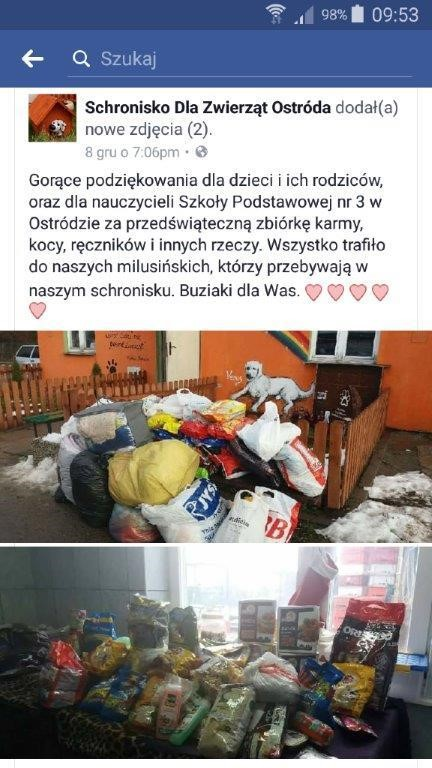 98% 09:53
Szukaj
Schronisko Dla Zwierząt Ostróda dodał(a)
nowe zdjęcia (2).
8 gru o 7:06pm
Gorące podziękowania dla dzieci i ich rodziców,
oraz dla nauczycieli Szkoły Podstawowej nr 3 w
Ostródzie za przedświąteczną zbiórkę karmy,
kocy, ręczników i innych rzeczy. Wszystko trafiło
do naszych milusińskich, którzy przebywają w
naszym schronisku. Buziaki dla Was.
JYSK